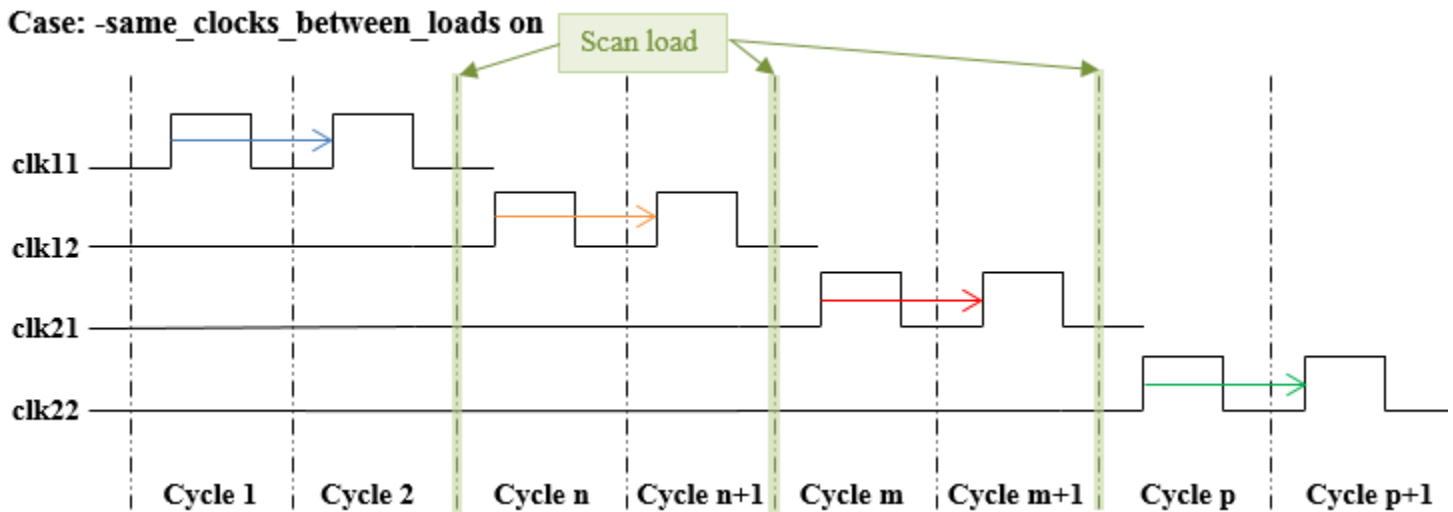 Case: -same_clocks_between_loads on
Scan load
clk11
clk12
clk21
clk22
Cycle 1 Cycle 2 Cycle n Cycle n+1 Cycle m Cycle m+1 Cycle p Cycle p+1